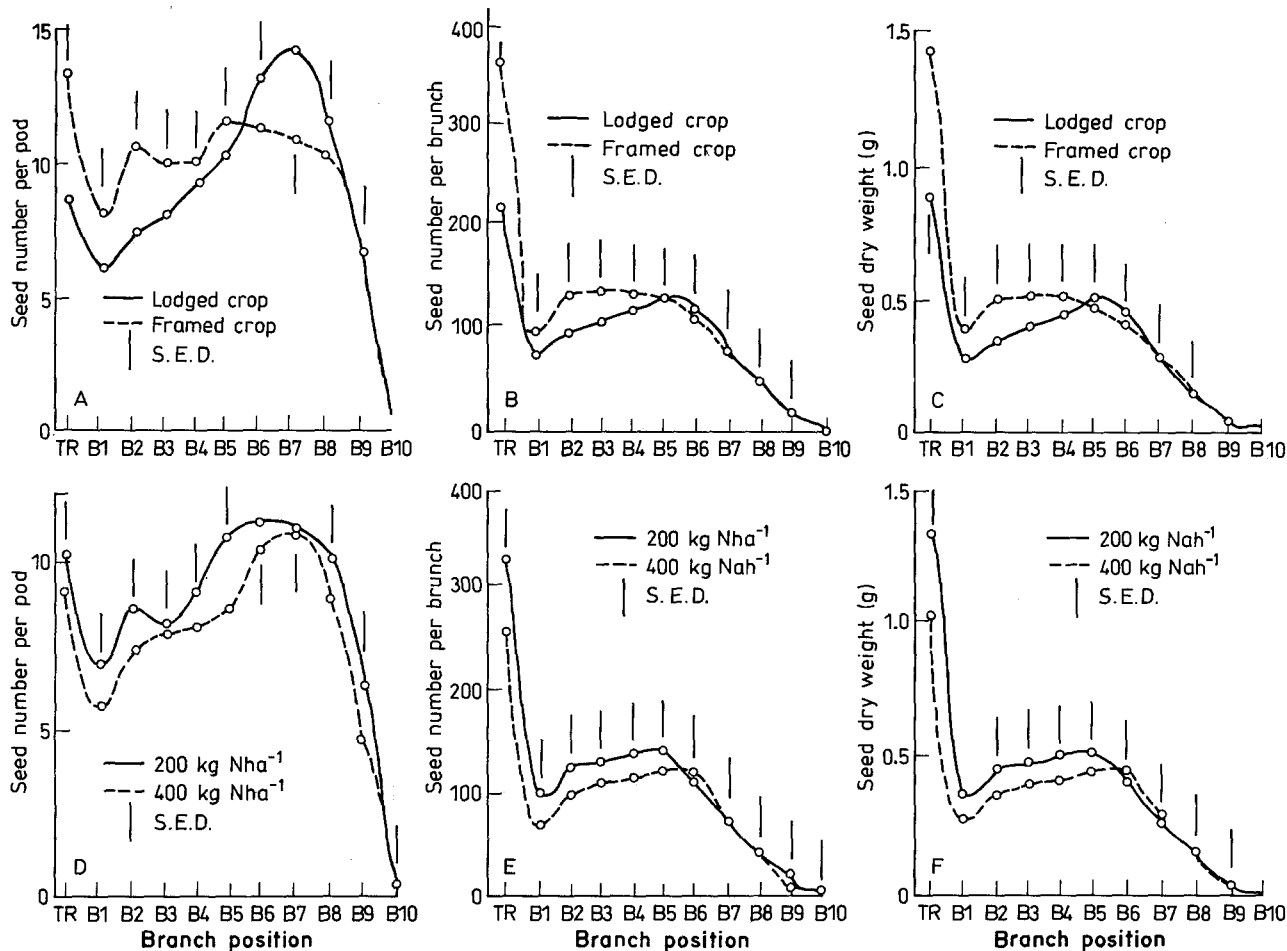 15
10
5
0
Seed number per pod
Lodged crop
Framed crop
S.E.D.
A
TR B1 B2 B3 B4 B5 B6 B7 B8 B9 B10
400
300
200
100
0
Seed number per brunch
Lodged crop
Framed crop
S.E.D.
B
TR B1 B2 B3 B4 B5 B6 B7 B8 B9 B10
1.5
1.0
0.5
0
Seed dry weight (g)
Lodged crop
Framed crop
S.E.D.
C
TR B1 B2 B3 B4 B5 B6 B7 B8 B9 B10
10
5
0
Seed number per pod
200 kg Nha⁻¹
400 kg Nha⁻¹
S.E.D.
D
TR B1 B2 B3 B4 B5 B6 B7 B8 B9 B10
Branch position
400
300
200
100
0
Seed number per brunch
200 kg Nha⁻¹
400 kg Nah⁻¹
S.E.D.
E
TR B1 B2 B3 B4 B5 B6 B7 B8 B9 B10
Branch position
1.5
1.0
0.5
0
Seed dry weight (g)
200 kg Nah⁻¹
400 kg Nah⁻¹
S.E.D.
F
TR B1 B2 B3 B4 B5 B6 B7 B8 B9 B10
Branch position